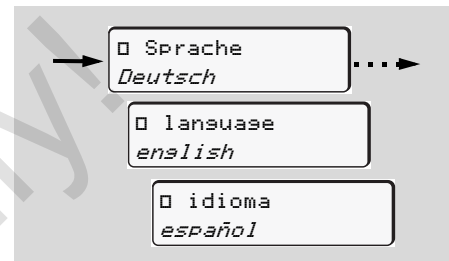 □ Sprache
Deutsch
□ language
english
□ idioma
español